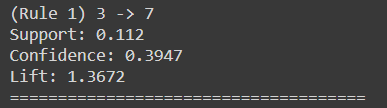 (Rule 1) 3 -> 7
Support: 0.112
Confidence: 0.3947
Lift: 1.3672
=====================================